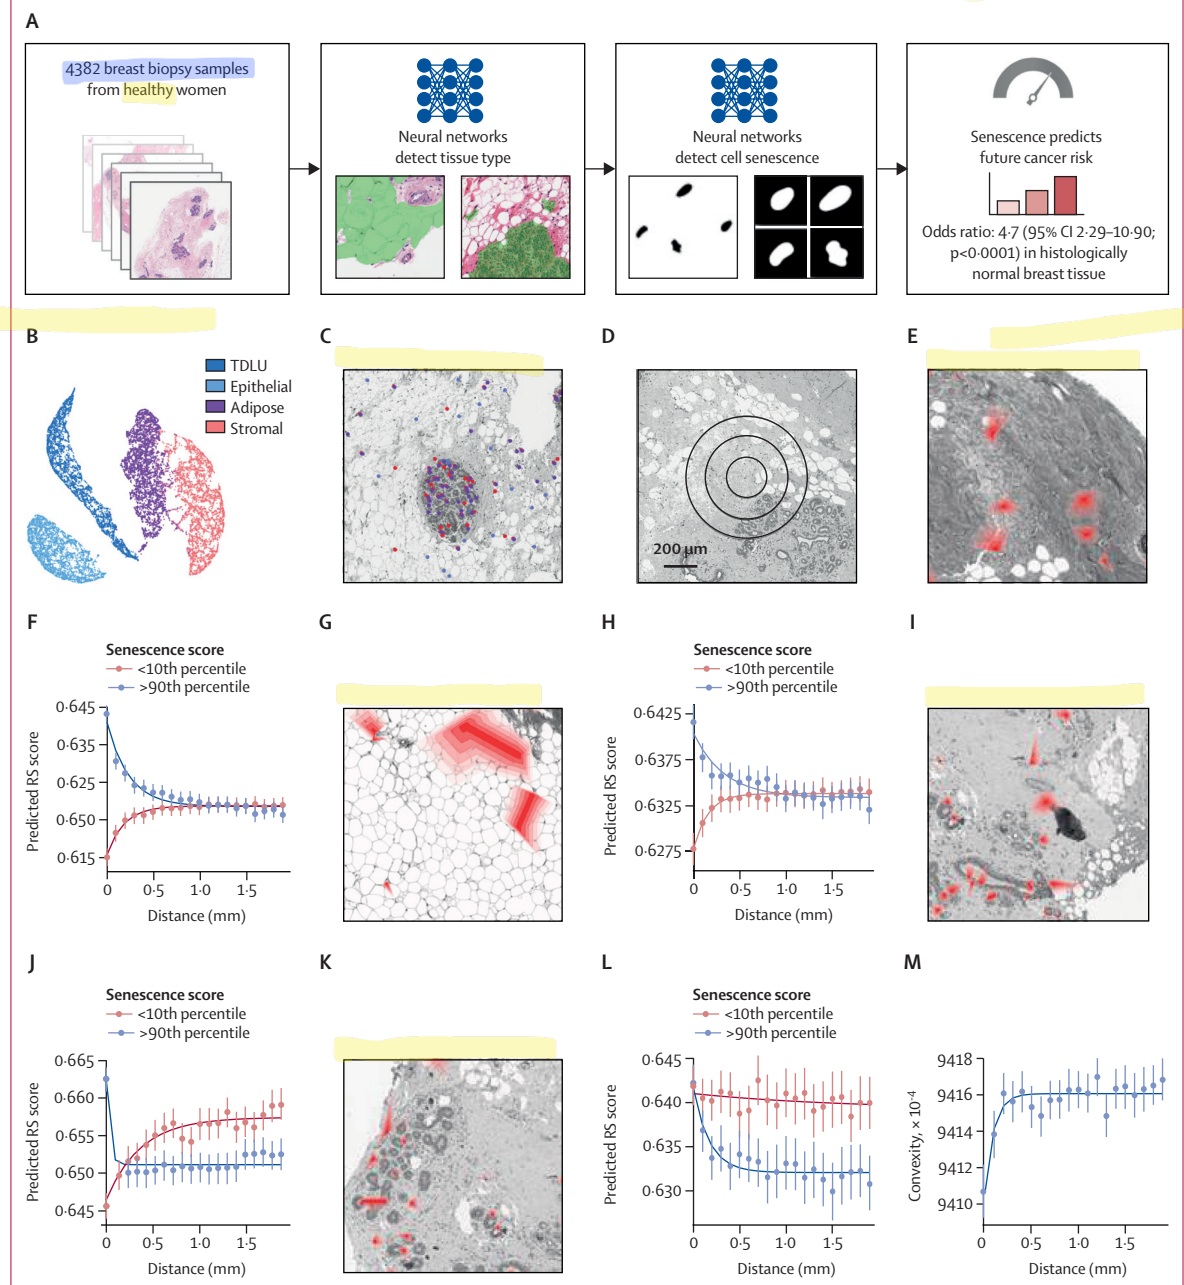 A
4382 breast biopsy samples
from healthy women
Neural networks
detect tissue type
Neural networks
detect cell senescence
Senescence predicts
future cancer risk
Odds ratio: 4·7 (95% CI 2·29–10·90;
p<0·0001) in histologically
normal breast tissue
B
TDLU
Epithelial
Adipose
Stromal
C
D
200 µm
E
F
Senescence score
<10th percentile
>90th percentile
0·645
0·635
0·625
0·650
0·615
Predicted RS score
0
0·5
1·0
1·5
Distance (mm)
G
H
Senescence score
<10th percentile
>90th percentile
0·6425
0·6375
0·6325
0·6275
Predicted RS score
0
0·5
1·0
1·5
Distance (mm)
I
J
Senescence score
<10th percentile
>90th percentile
0·665
0·660
0·655
0·650
0·645
Predicted RS score
0
0·5
1·0
1·5
Distance (mm)
K
L
Senescence score
<10th percentile
>90th percentile
0·645
0·640
0·635
0·630
Predicted RS score
0
0·5
1·0
1·5
Distance (mm)
M
9418
9416
9414
9412
9410
Convexity, × 10⁻⁴
0
0·5
1·0
1·5
Distance (mm)